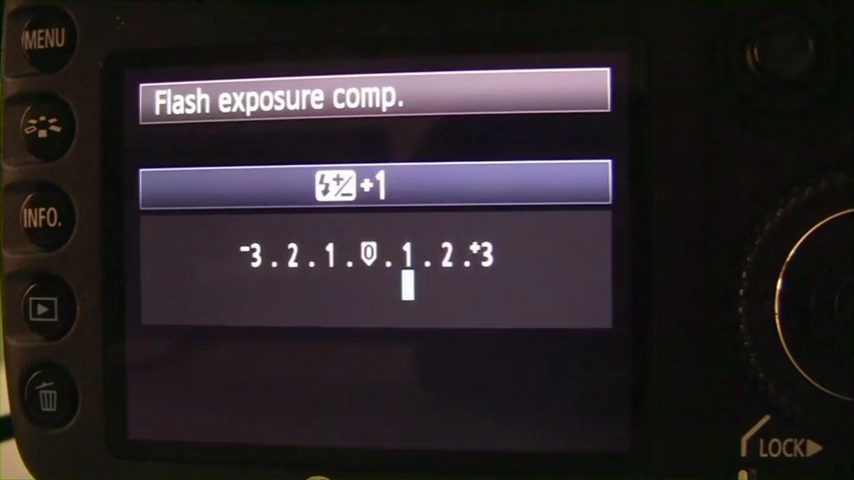 MENU
Flash exposure comp.
+1
INFO.
-3.2.1.0.1.2.+3
LOCK